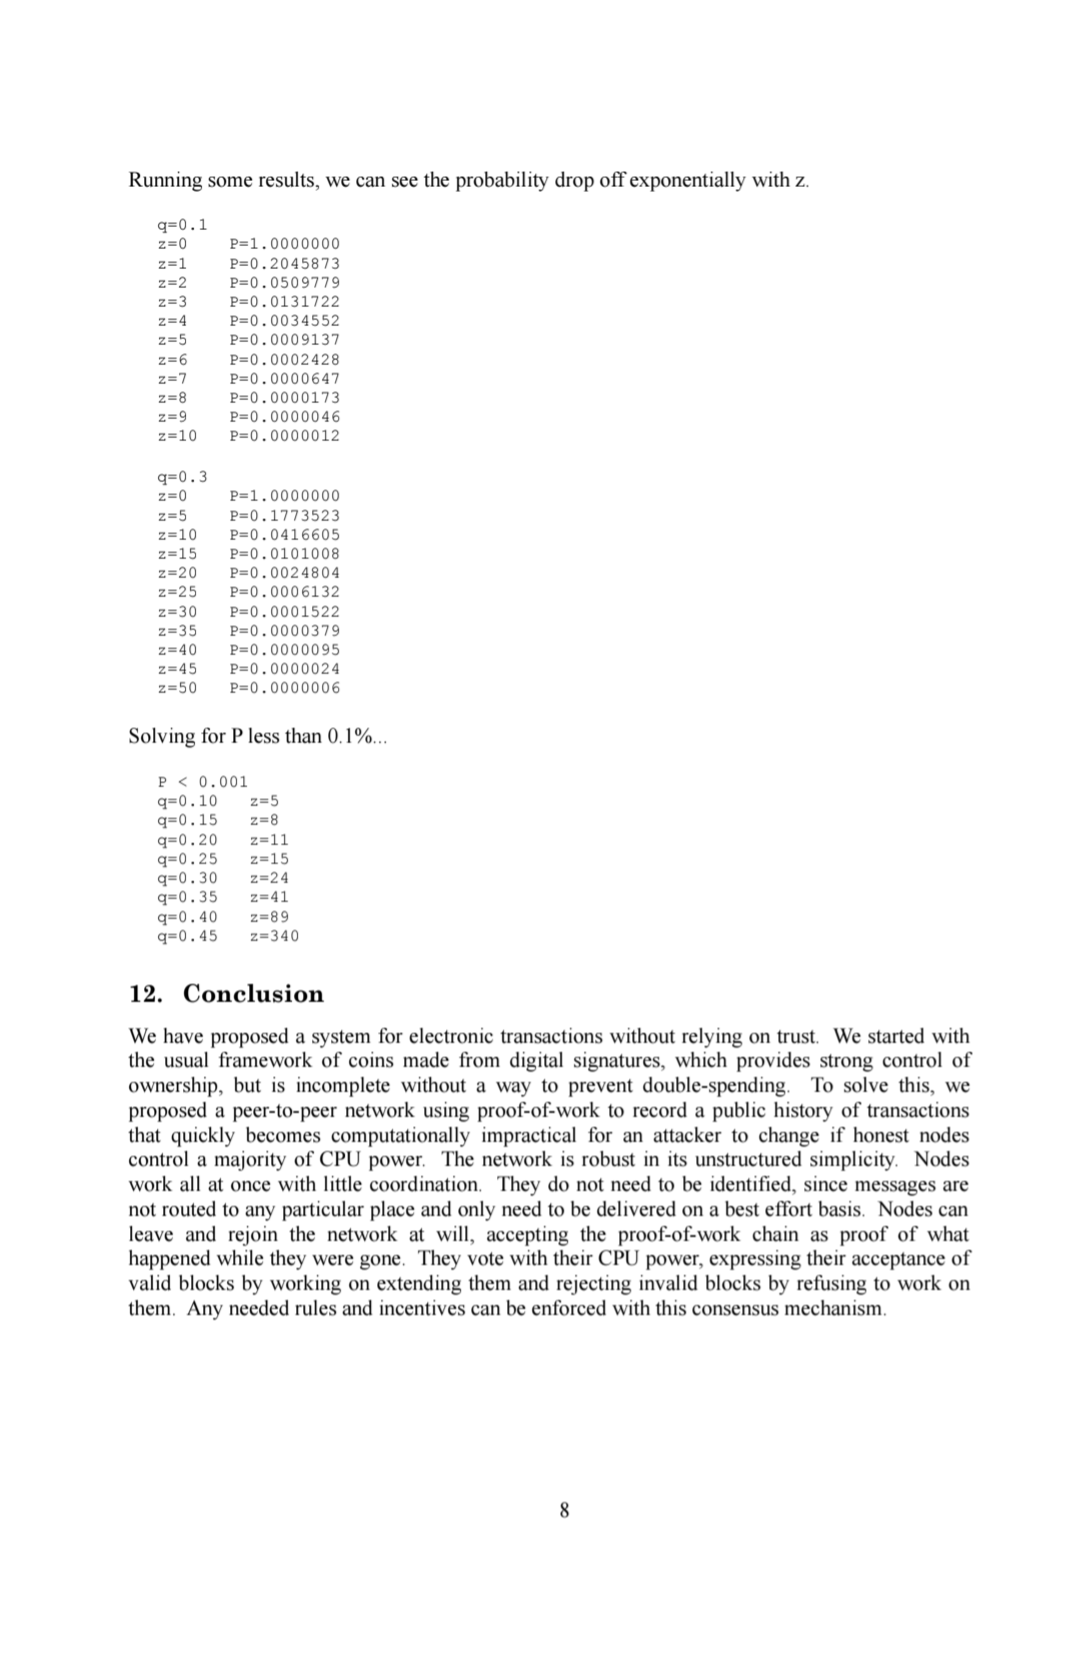 Running some results, we can see the probability drop off exponentially with z.
q=0.1
z=0 P=1.0000000
z=1 P=0.2045873
z=2 P=0.0509779
z=3 P=0.0131722
z=4 P=0.0034552
z=5 P=0.0009137
z=6 P=0.0002428
z=7 P=0.0000647
z=8 P=0.0000173
z=9 P=0.0000046
z=10 P=0.0000012
q=0.3
z=0 P=1.0000000
z=5 P=0.1773523
z=10 P=0.0416605
z=15 P=0.0101008
z=20 P=0.0024804
z=25 P=0.0006132
z=30 P=0.0001522
z=35 P=0.0000379
z=40 P=0.0000095
z=45 P=0.0000024
z=50 P=0.0000006
Solving for P less than 0.1%...
P < 0.001
q=0.10 z=5
q=0.15 z=8
q=0.20 z=11
q=0.25 z=15
q=0.30 z=24
q=0.35 z=41
q=0.40 z=89
q=0.45 z=340
12. Conclusion
We have proposed a system for electronic transactions without relying on trust. We started with
the usual framework of coins made from digital signatures, which provides strong control of
ownership, but is incomplete without a way to prevent double-spending. To solve this, we
proposed a peer-to-peer network using proof-of-work to record a public history of transactions
that quickly becomes computationally impractical for an attacker to change if honest nodes
control a majority of CPU power. The network is robust in its unstructured simplicity. Nodes
work all at once with little coordination. They do not need to be identified, since messages are
not routed to any particular place and only need to be delivered on a best effort basis. Nodes can
leave and rejoin the network at will, accepting the proof-of-work chain as proof of what
happened while they were gone. They vote with their CPU power, expressing their acceptance of
valid blocks by working on extending them and rejecting invalid blocks by refusing to work on
them. Any needed rules and incentives can be enforced with this consensus mechanism.
8